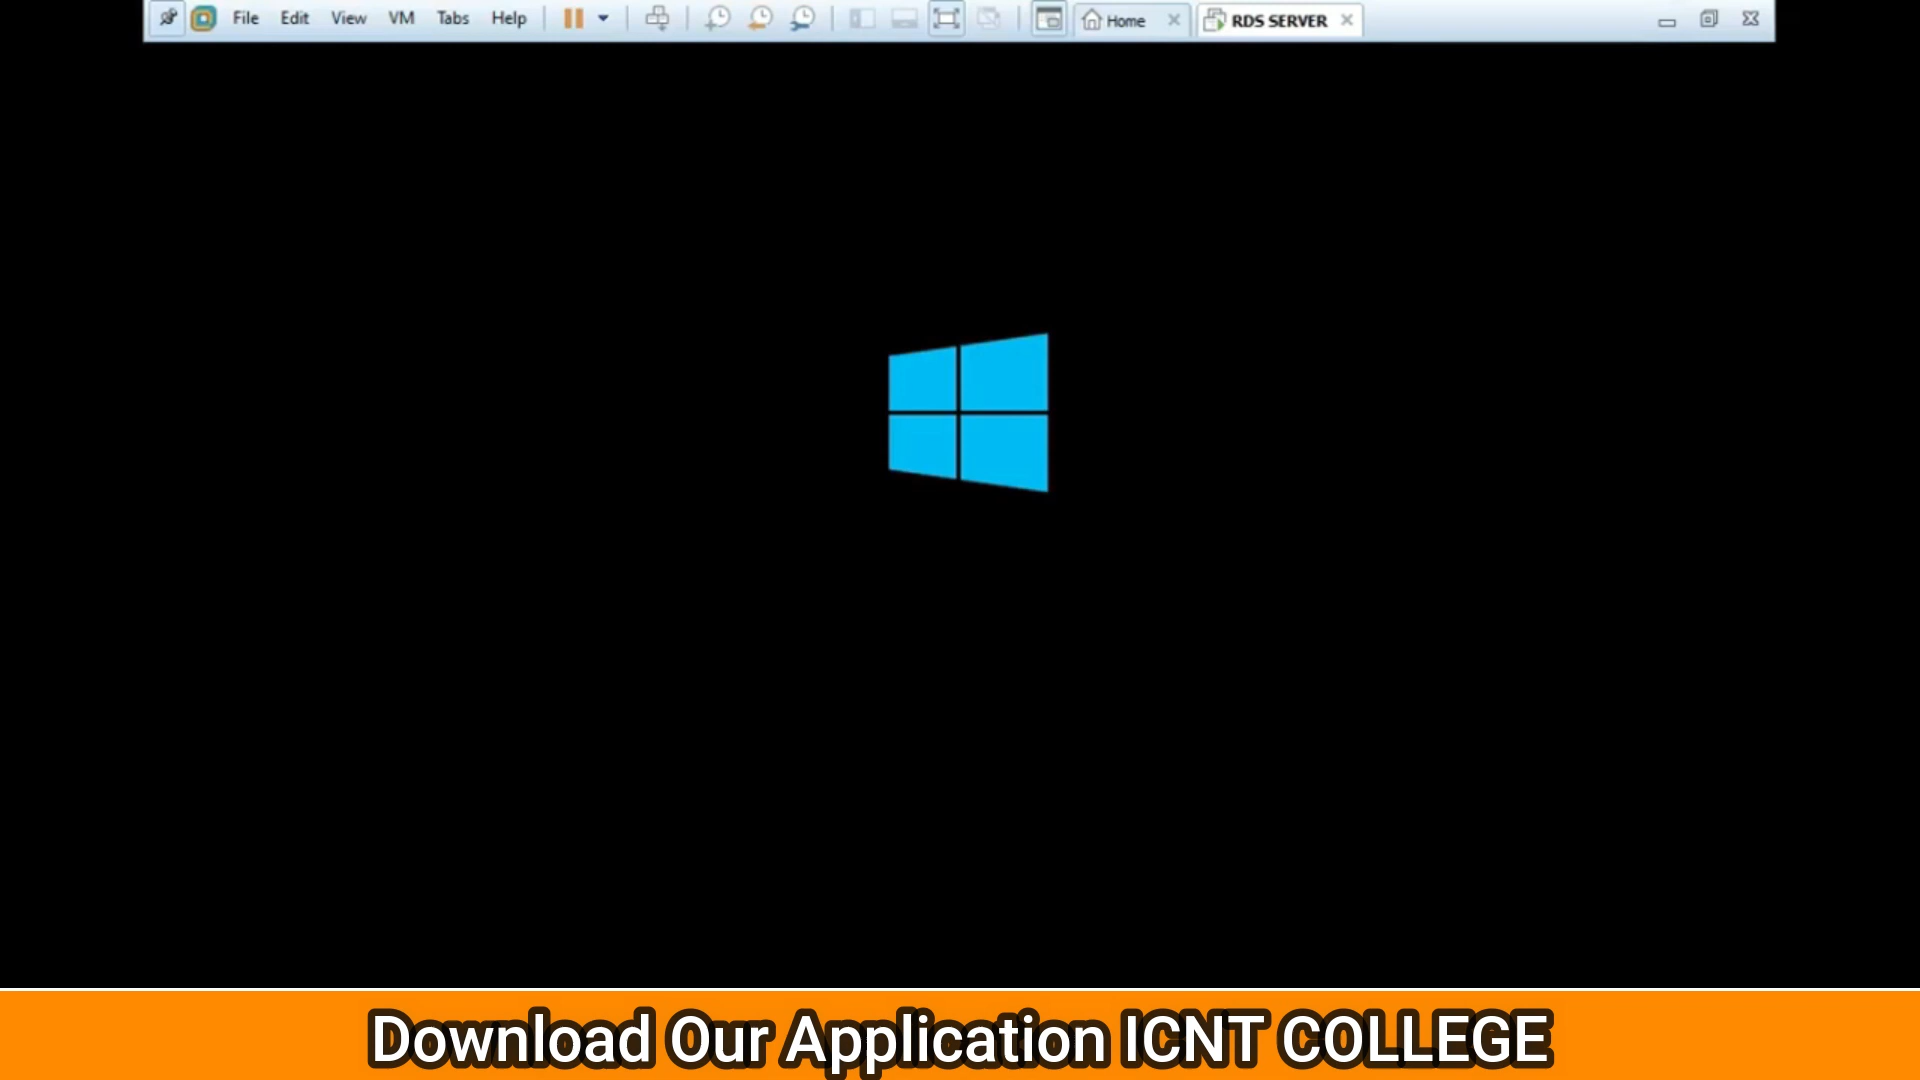 File Edit View VM Tabs Help Home RDS SERVER
Download Our Application ICNT COLLEGE